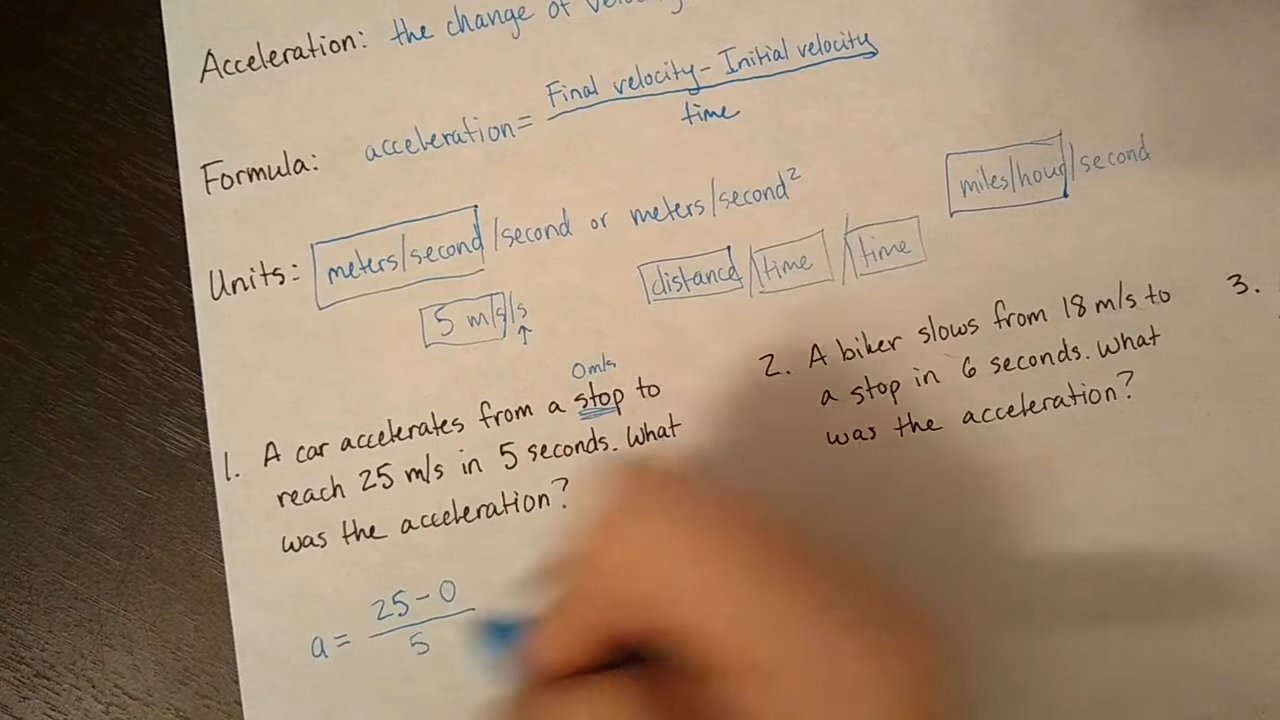 Acceleration: the change of
acceleration = Final velocity - Initial velocity
time
Formula:
Units: meters/second/second or meters/second²
miles/hour/second
distance/time/time
5 m/s/s
↑
0 m/s
1. A car accelerates from a stop to
reach 25 m/s in 5 seconds. What
was the acceleration?
a = 25 - 0
5
2. A biker slows from 18 m/s to
a stop in 6 seconds. What
was the acceleration?
3.